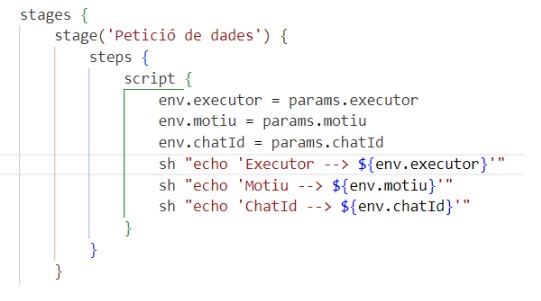 stages {
stage('Petició de dades') {
steps {
script {
env.executor = params.executor
env.motiu = params.motiu
env.chatId = params.chatId
sh "echo 'Executor --> ${env.executor}'"
sh "echo 'Motiu --> ${env.motiu}'"
sh "echo 'ChatId --> ${env.chatId}'"
}
}
}